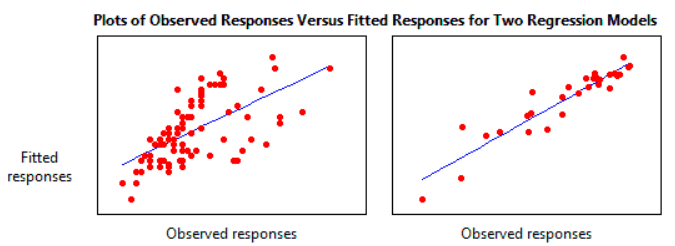 Plots of Observed Responses Versus Fitted Responses for Two Regression Models
Fitted
responses
Observed responses
Observed responses